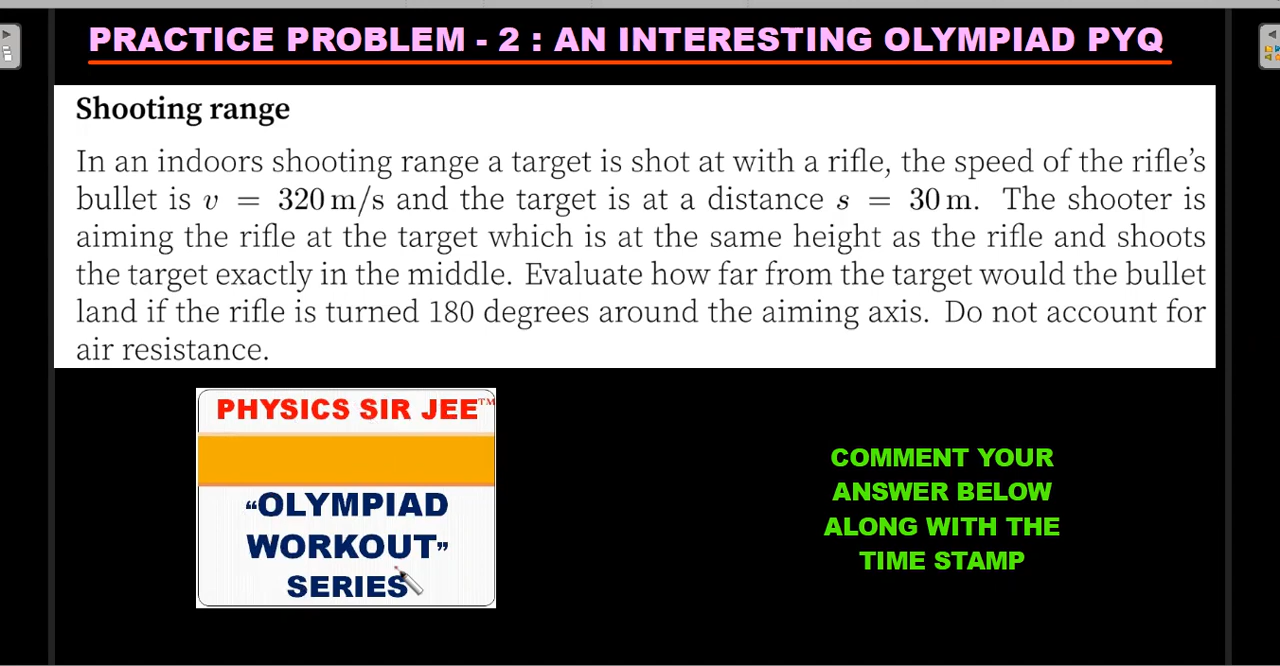 PRACTICE PROBLEM - 2 : AN INTERESTING OLYMPIAD PYQ
Shooting range
In an indoors shooting range a target is shot at with a rifle, the speed of the rifle's
bullet is v = 320 m/s and the target is at a distance s = 30 m. The shooter is
aiming the rifle at the target which is at the same height as the rifle and shoots
the target exactly in the middle. Evaluate how far from the target would the bullet
land if the rifle is turned 180 degrees around the aiming axis. Do not account for
air resistance.
PHYSICS SIR JEE™
“OLYMPIAD
WORKOUT”
SERIES
COMMENT YOUR
ANSWER BELOW
ALONG WITH THE
TIME STAMP